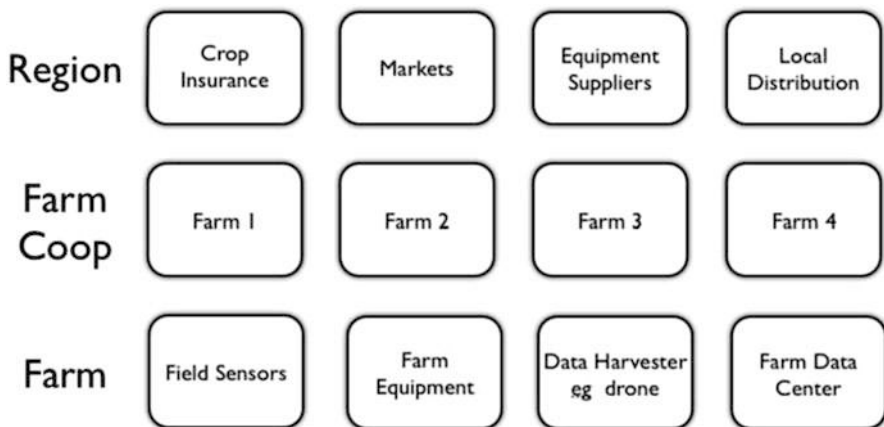 Region
Crop
Insurance
Markets
Equipment
Suppliers
Local
Distribution
Farm
Coop
Farm 1
Farm 2
Farm 3
Farm 4
Farm
Field Sensors
Farm
Equipment
Data Harvester
eg drone
Farm Data
Center